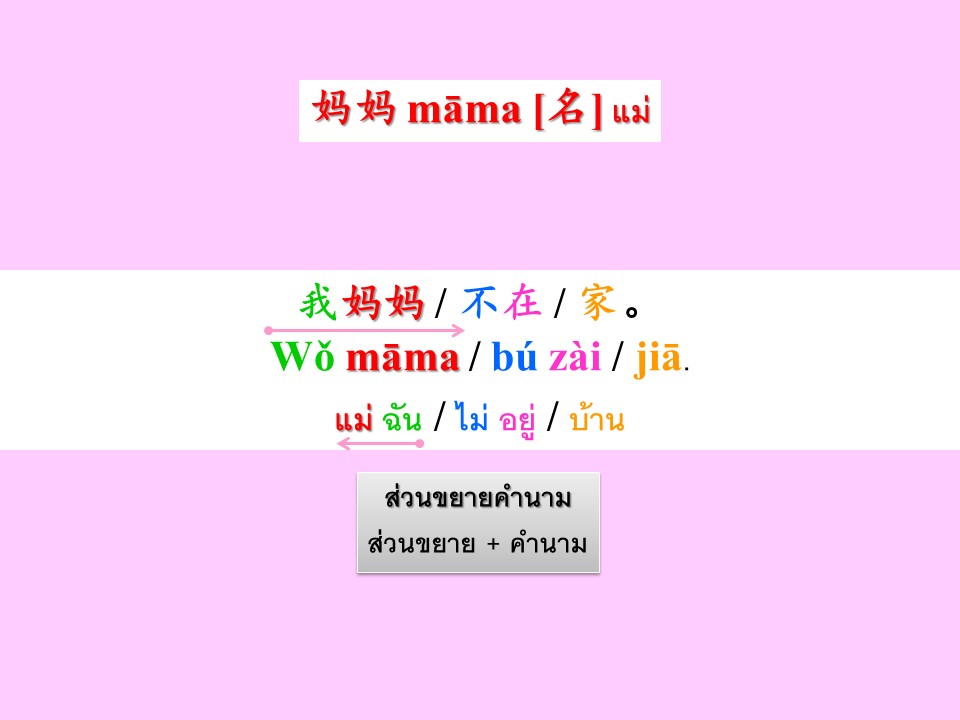 妈妈 māma [名] แม่
我妈妈 / 不在 / 家 。
Wǒ māma / bú zài / jiā.
แม่ ฉัน / ไม่ อยู่ / บ้าน
ส่วนขยายคำนาม
ส่วนขยาย + คำนาม